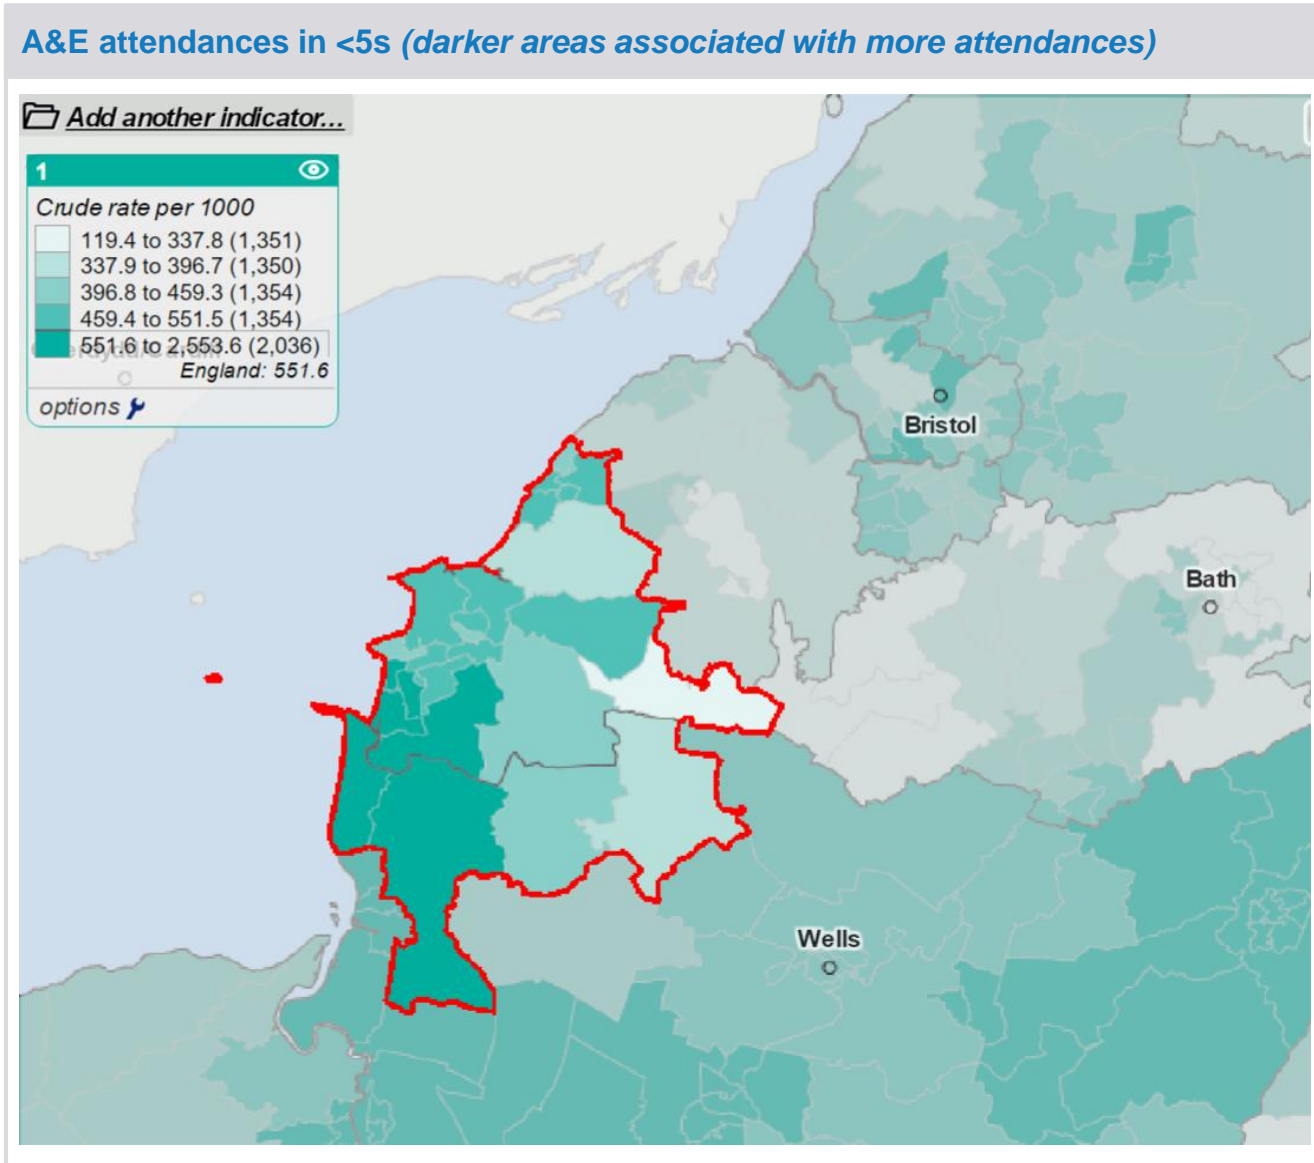 A&E attendances in <5s (darker areas associated with more attendances)
Add another indicator...
1
Crude rate per 1000
119.4 to 337.8 (1,351)
337.9 to 396.7 (1,350)
396.8 to 459.3 (1,354)
459.4 to 551.5 (1,354)
551.6 to 2,553.6 (2,036)
England: 551.6
options
Bristol
Bath
Wells